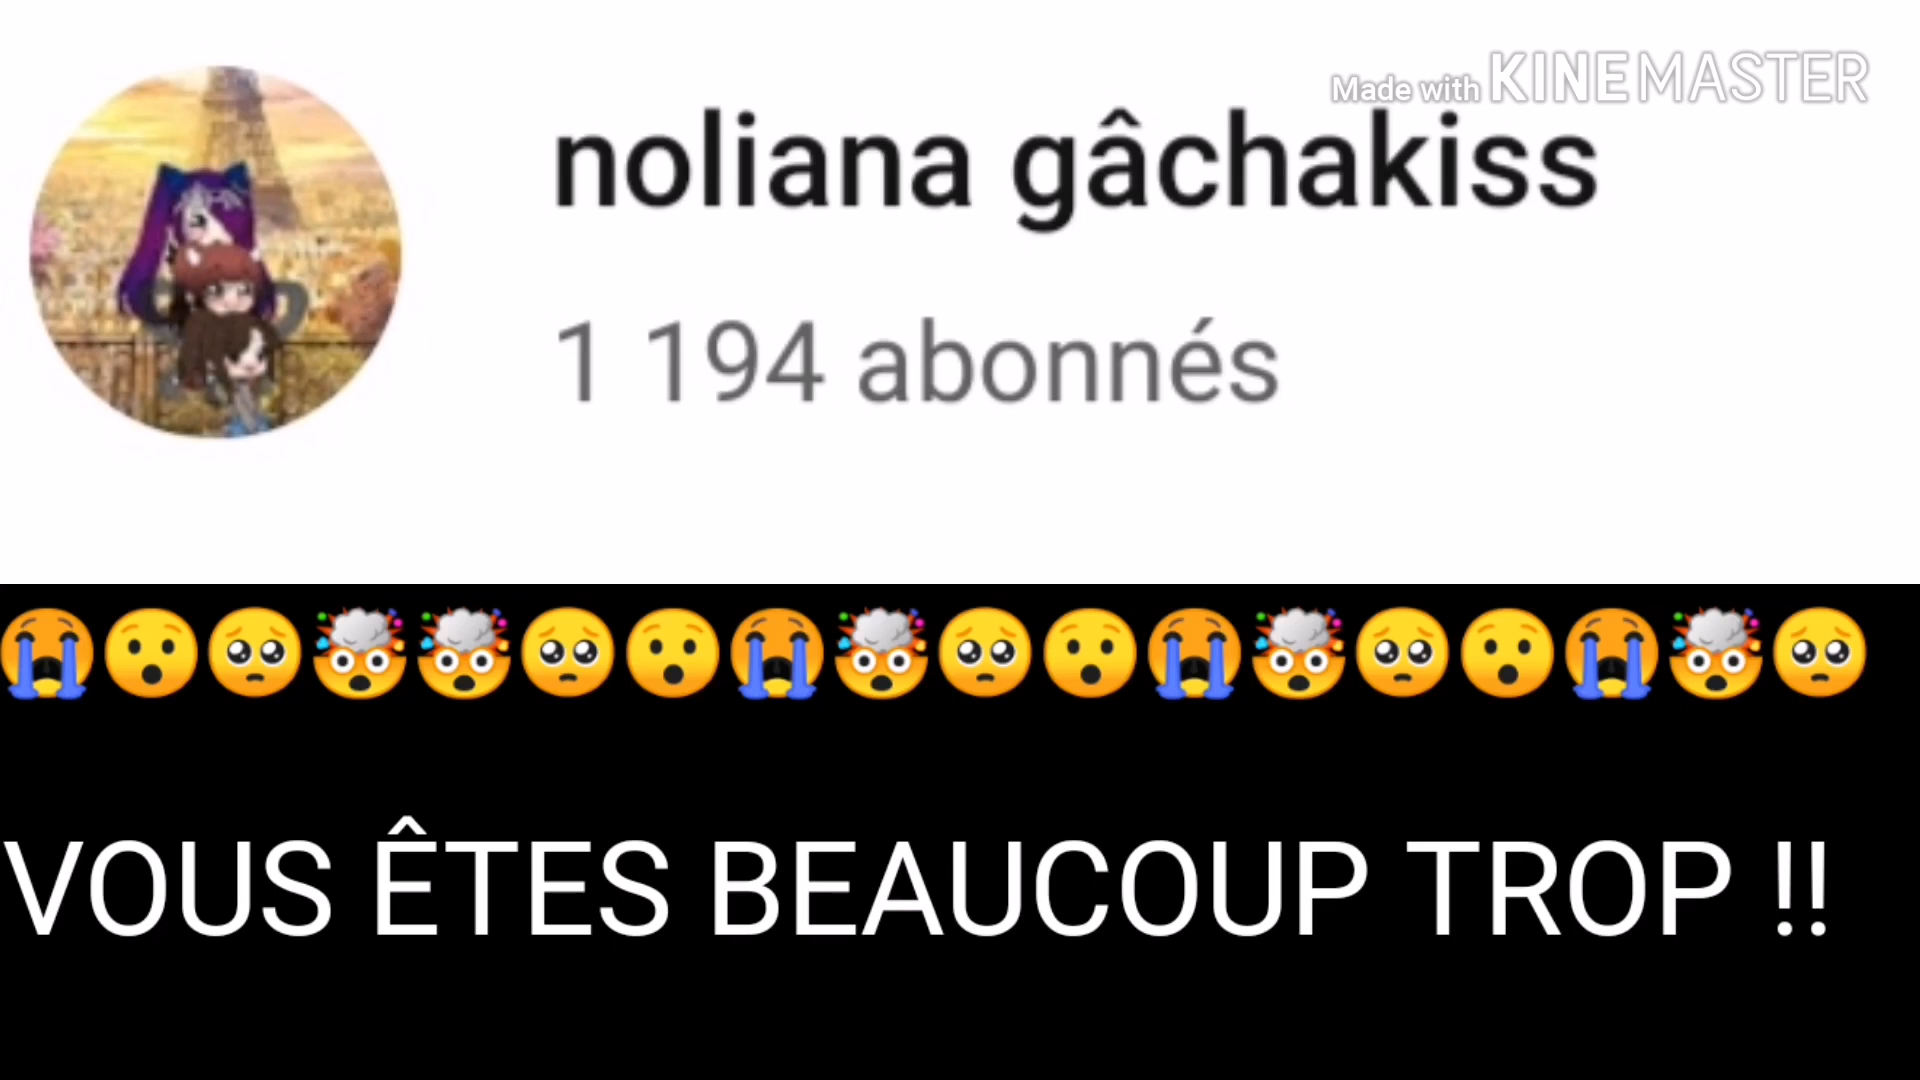 Made with KINEMASTER
noliana gâchakiss
1 194 abonnés
😭😯🥺🤯🤯🥺😯😭🤯🥺😯😭🤯🥺😯😭🤯🥺
VOUS ÊTES BEAUCOUP TROP !!